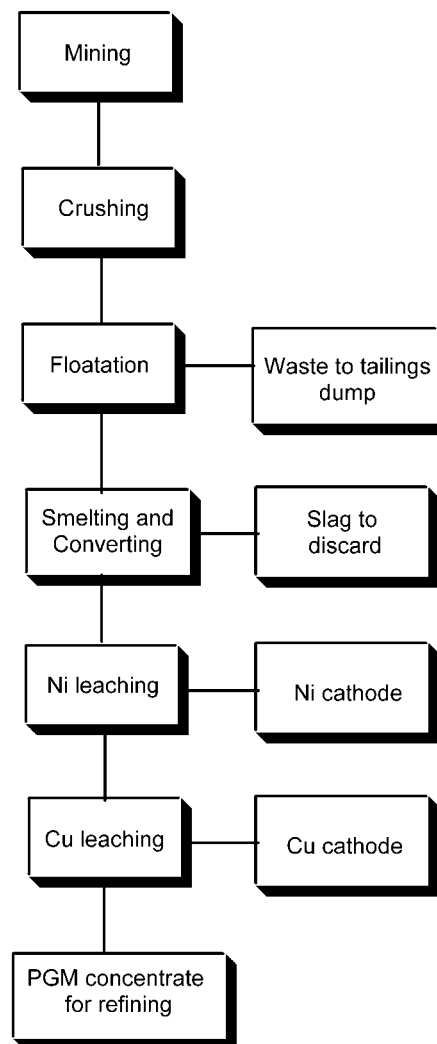 Mining
Crushing
Floatation
Waste to tailings
dump
Smelting and
Converting
Slag to
discard
Ni leaching
Ni cathode
Cu leaching
Cu cathode
PGM concentrate
for refining